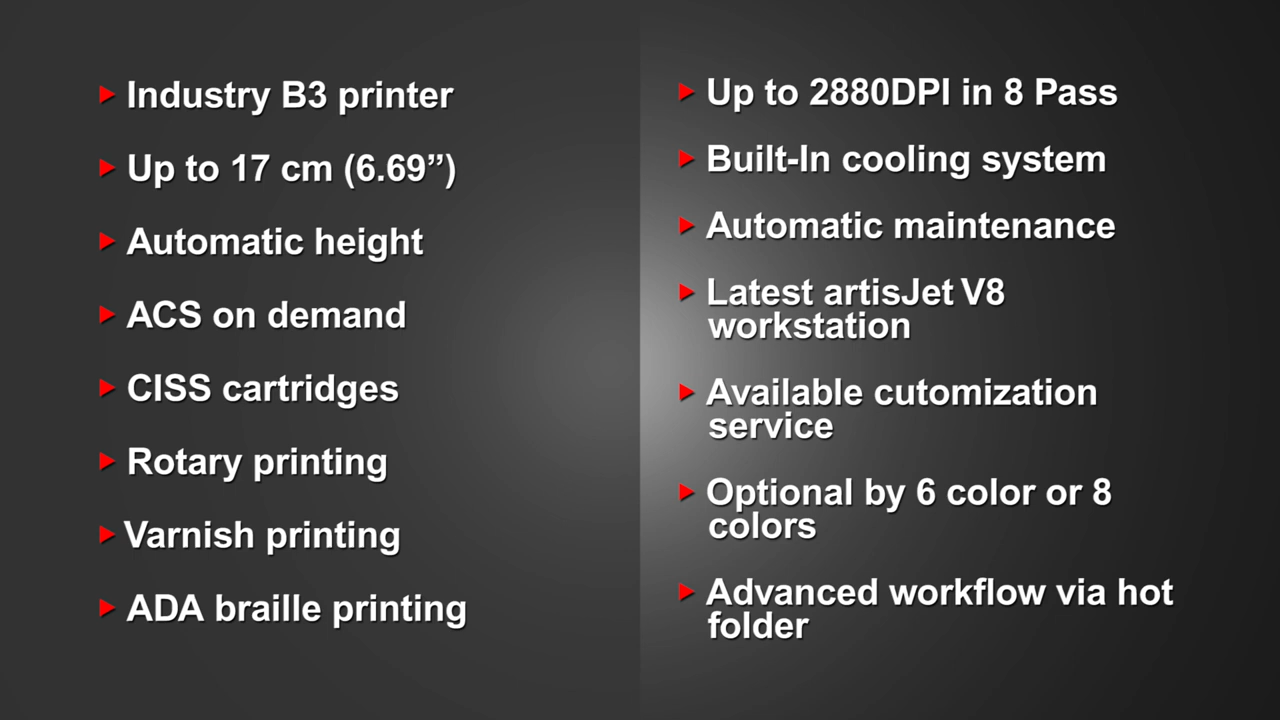 Industry B3 printer
Up to 17 cm (6.69”)
Automatic height
ACS on demand
CISS cartridges
Rotary printing
Varnish printing
ADA braille printing
Up to 2880DPI in 8 Pass
Built-In cooling system
Automatic maintenance
Latest artisJet V8
workstation
Available cutomization
service
Optional by 6 color or 8
colors
Advanced workflow via hot
folder